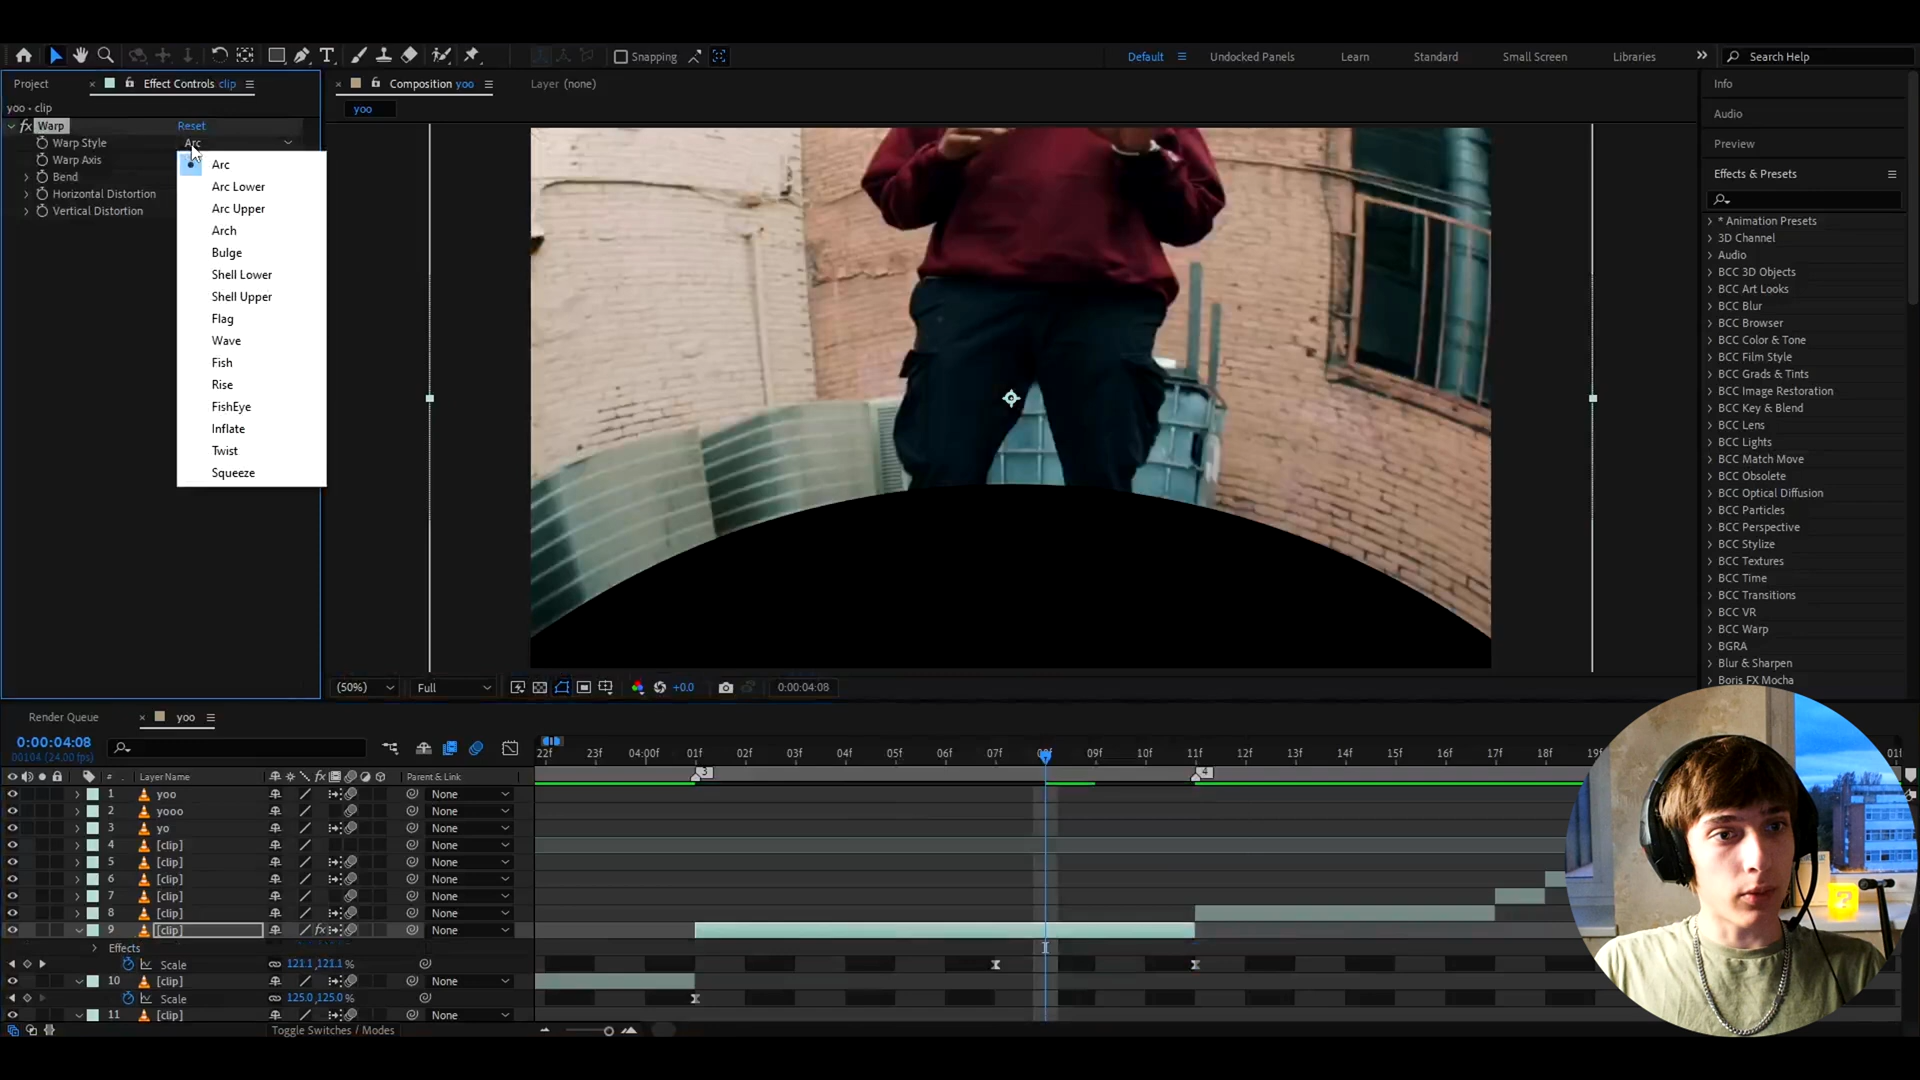 Snapping
Default
Undocked Panels
Learn
Standard
Small Screen
Libraries
Search Help
Project
Effect Controls clip
Composition yoo
Layer (none)
Info
yoo - clip
yoo
fx Warp
Reset
Audio
Warp Style
Arc
Warp Axis
Bend
Horizontal Distortion
Vertical Distortion
Arc
Arc Lower
Arc Upper
Arch
Bulge
Shell Lower
Shell Upper
Flag
Wave
Fish
Rise
FishEye
Inflate
Twist
Squeeze
Preview
Effects & Presets
* Animation Presets
3D Channel
Audio
BCC 3D Objects
BCC Art Looks
BCC Blur
BCC Browser
BCC Color & Tone
BCC Film Style
BCC Grads & Tints
BCC Image Restoration
BCC Key & Blend
BCC Lens
BCC Lights
BCC Match Move
BCC Obsolete
BCC Optical Diffusion
BCC Particles
BCC Perspective
BCC Stylize
BCC Textures
BCC Time
BCC Transitions
BCC VR
BCC Warp
BGRA
Blur & Sharpen
Boris FX Mocha
(50%)
Full
+0.0
0:00:04:08
Render Queue
yoo
0:00:04:08
00104 (24.00 fps)
22f 23f 04:00f 01f 02f 03f 04f 05f 06f 07f 08f 09f 10f 11f 12f 13f 14f 15f 16f 17f 18f 19f
3
4
# Layer Name fx Parent & Link
1 yoo None
2 yooo None
3 yo None
4 [clip] None
5 [clip] None
6 [clip] None
7 [clip] None
8 [clip] None
9 [clip] fx None
Effects
Scale 121.1,121.1%
10 [clip] None
Scale 125.0,125.0%
11 [clip] None
Toggle Switches / Modes